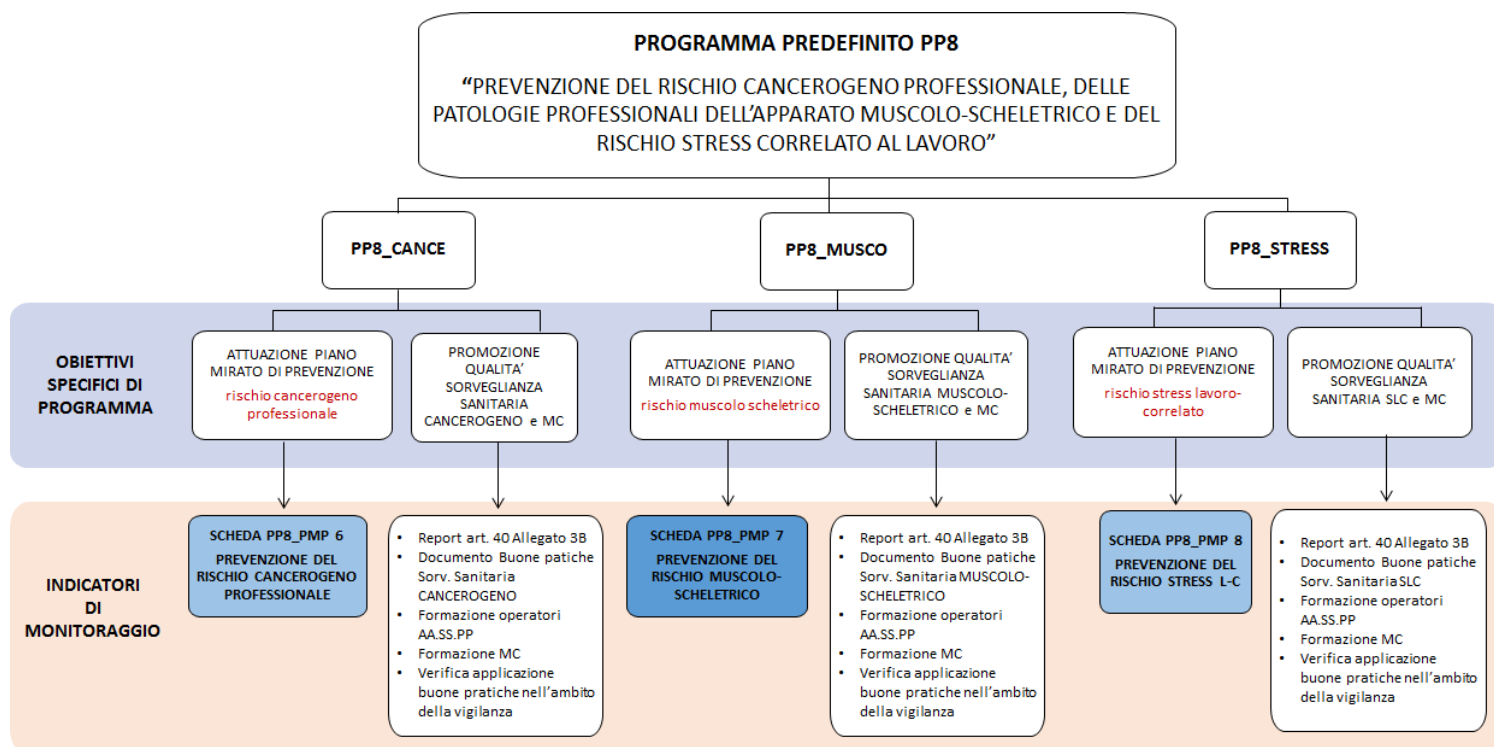 PROGRAMMA PREDEFINITO PP8
“PREVENZIONE DEL RISCHIO CANCEROGENO PROFESSIONALE, DELLE
PATOLOGIE PROFESSIONALI DELL’APPARATO MUSCOLO-SCHELETRICO E DEL
RISCHIO STRESS CORRELATO AL LAVORO”
PP8_CANCE
PP8_MUSCO
PP8_STRESS
OBIETTIVI
SPECIFICI DI
PROGRAMMA
ATTUAZIONE PIANO
MIRATO DI PREVENZIONE
rischio cancerogeno
professionale
PROMOZIONE
QUALITA’
SORVEGLIANZA
SANITARIA
CANCEROGENO e MC
ATTUAZIONE PIANO
MIRATO DI PREVENZIONE
rischio muscolo scheletrico
PROMOZIONE QUALITA’
SORVEGLIANZA
SANITARIA MUSCOLO-
SCHELETRICO e MC
ATTUAZIONE PIANO
MIRATO DI PREVENZIONE
rischio stress lavoro-
correlato
PROMOZIONE QUALITA’
SORVEGLIANZA
SANITARIA SLC e MC
INDICATORI
DI
MONITORAGGIO
SCHEDA PP8_PMP 6
PREVENZIONE DEL
RISCHIO CANCEROGENO
PROFESSIONALE
• Report art. 40 Allegato 3B
• Documento Buone patiche
Sorv. Sanitaria
CANCEROGENO
• Formazione operatori
AA.SS.PP
• Formazione MC
• Verifica applicazione
buone pratiche nell’ambito
della vigilanza
SCHEDA PP8_PMP 7
PREVENZIONE DEL
RISCHIO MUSCOLO-
SCHELETRICO
• Report art. 40 Allegato 3B
• Documento Buone patiche
Sorv. Sanitaria MUSCOLO-
SCHELETRICO
• Formazione operatori
AA.SS.PP
• Formazione MC
• Verifica applicazione
buone pratiche nell’ambito
della vigilanza
SCHEDA PP8_PMP 8
PREVENZIONE DEL
RISCHIO STRESS L-C
• Report art. 40 Allegato 3B
• Documento Buone patiche
Sorv. Sanitaria SLC
• Formazione operatori
AA.SS.PP
• Formazione MC
• Verifica applicazione
buone pratiche nell’ambito
della vigilanza